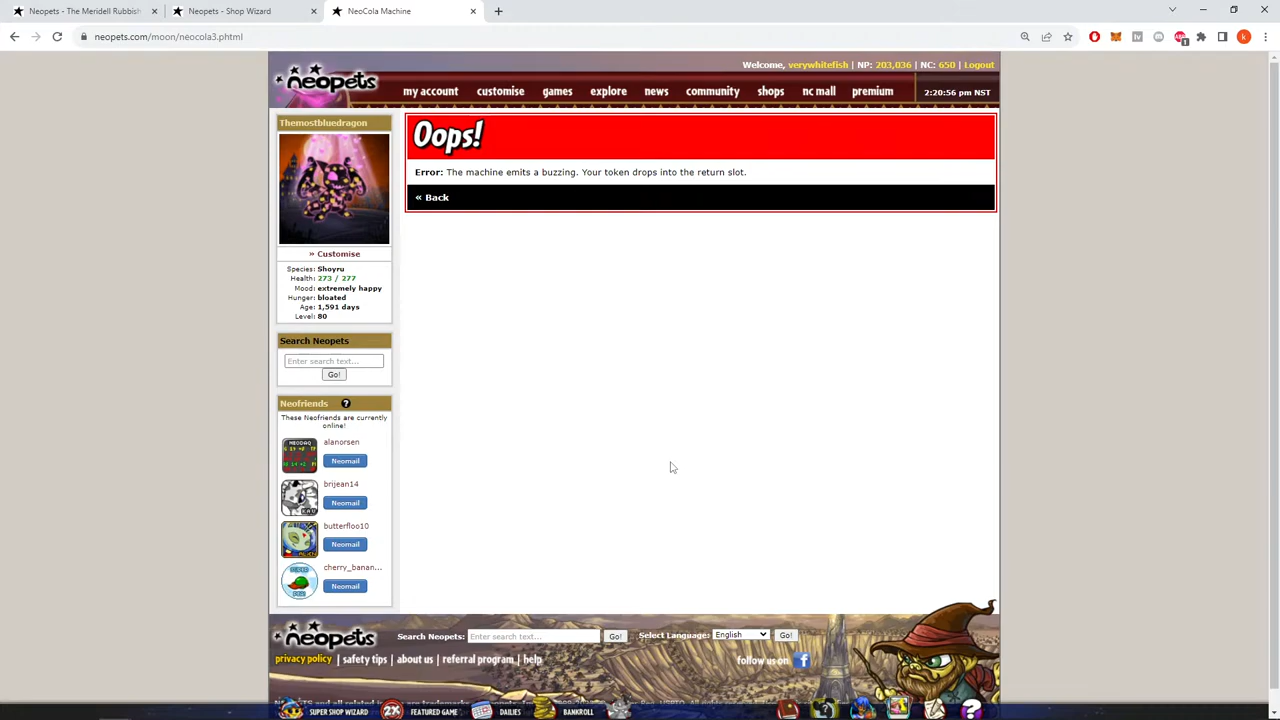 Neopets - The Meridell Rubbish
Neopets - Shop Wizard
NeoCola Machine
neopets.com/moon/neocola3.phtml
neopets
Welcome, verywhitefish | NP: 203,036 | NC: 650 | Logout
my account customise games explore news community shops nc mall premium
2:20:56 pm NST
Themostbluedragon
» Customise
Species: Shoyru
Health: 273 / 277
Mood: extremely happy
Hunger: bloated
Age: 1,591 days
Level: 80
Search Neopets
Enter search text...
Go!
Neofriends ?
These Neofriends are currently
online!
alanorsen
Neomail
brijean14
Neomail
butterfloo10
Neomail
cherry_banan...
Neomail
Oops!
Error: The machine emits a buzzing. Your token drops into the return slot.
« Back
neopets
Search Neopets: Enter search text... Go! Select Language: English Go!
privacy policy | safety tips | about us | referral program | help
follow us on f
SUPER SHOP WIZARD 2X FEATURED GAME DAILIES BANKROLL